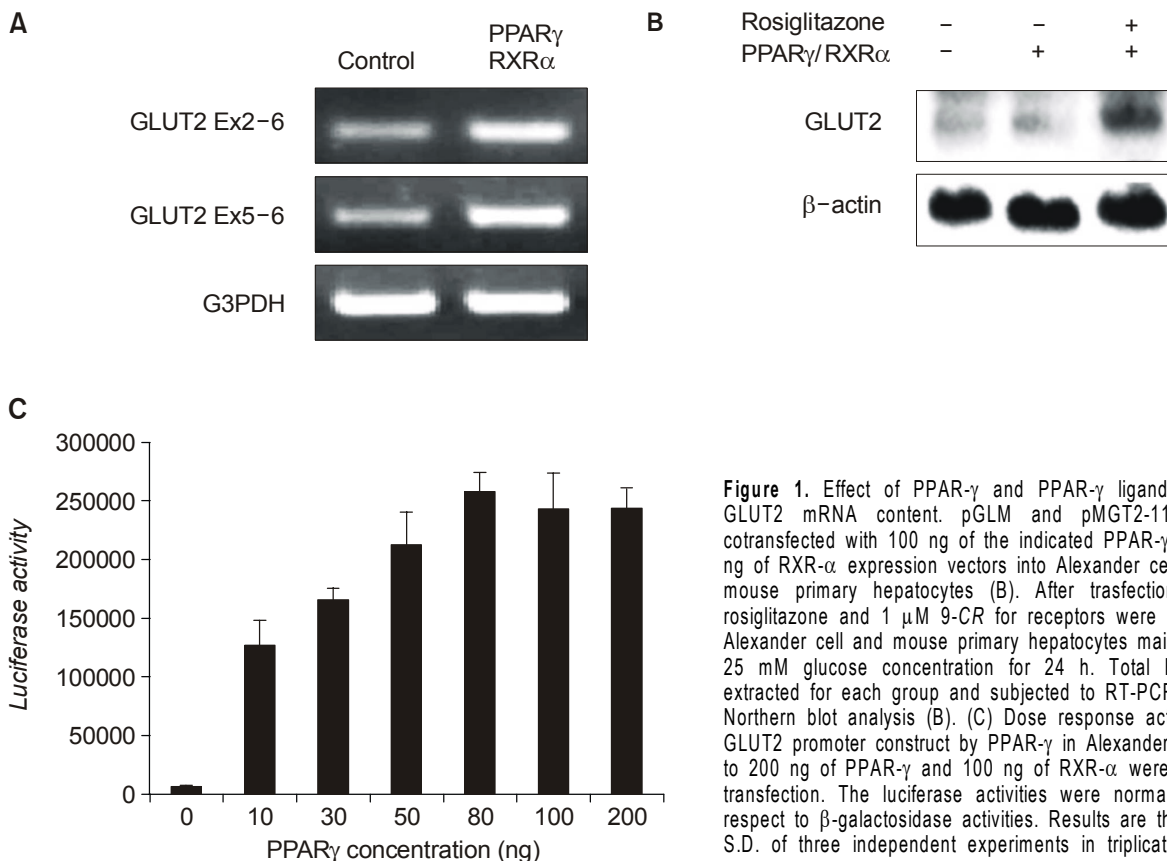 A
Control
PPARγ
RXRα
GLUT2 Ex2-6
GLUT2 Ex5-6
G3PDH
B
Rosiglitazone - - +
PPARγ/RXRα - + +
GLUT2
β-actin
C
Luciferase activity
300000
250000
200000
150000
100000
50000
0
0 10 30 50 80 100 200
PPARγ concentration (ng)
Figure 1. Effect of PPAR-γ and PPAR-γ ligand
GLUT2 mRNA content. pGLM and pMGT2-11
cotransfected with 100 ng of the indicated PPAR-γ
ng of RXR-α expression vectors into Alexander ce
mouse primary hepatocytes (B). After trasfection
rosiglitazone and 1 μM 9-CR for receptors were
Alexander cell and mouse primary hepatocytes mai
25 mM glucose concentration for 24 h. Total
extracted for each group and subjected to RT-PCR
Northern blot analysis (B). (C) Dose response act
GLUT2 promoter construct by PPAR-γ in Alexander
to 200 ng of PPAR-γ and 100 ng of RXR-α were
transfection. The luciferase activities were norma
respect to β-galactosidase activities. Results are th
S.D. of three independent experiments in triplicat